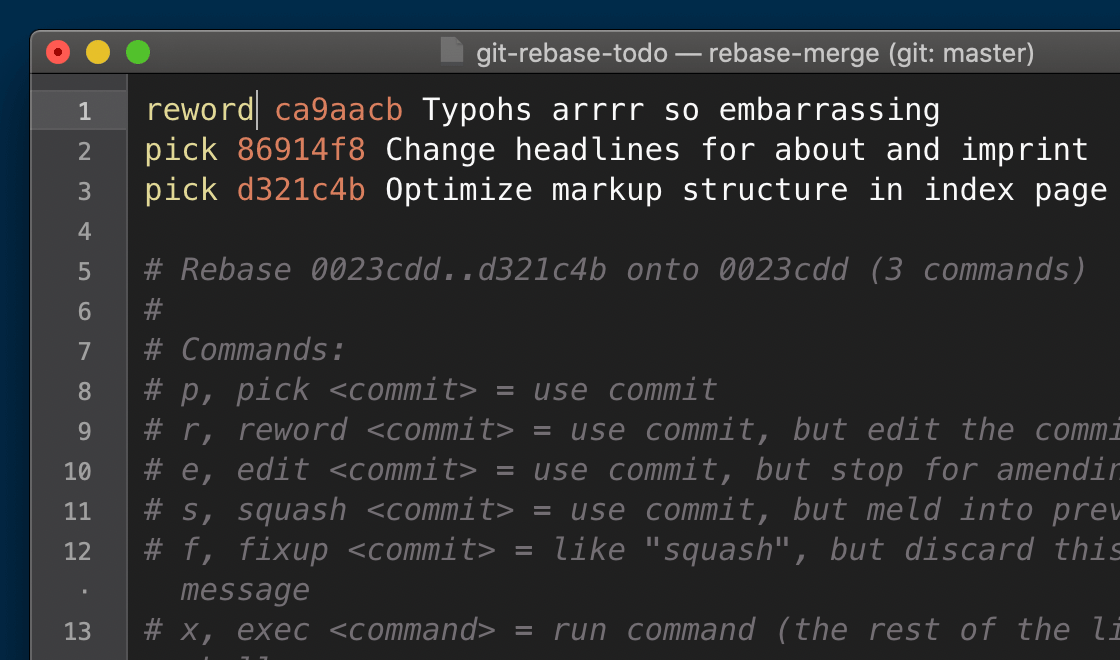 git-rebase-todo — rebase-merge (git: master)
1 reword ca9aacb Typohs arrrr so embarrassing
2 pick 86914f8 Change headlines for about and imprint
3 pick d321c4b Optimize markup structure in index page
4
5 # Rebase 0023cdd..d321c4b onto 0023cdd (3 commands)
6 #
7 # Commands:
8 # p, pick <commit> = use commit
9 # r, reword <commit> = use commit, but edit the commi
10 # e, edit <commit> = use commit, but stop for amendin
11 # s, squash <commit> = use commit, but meld into prev
12 # f, fixup <commit> = like "squash", but discard this
· message
13 # x, exec <command> = run command (the rest of the li